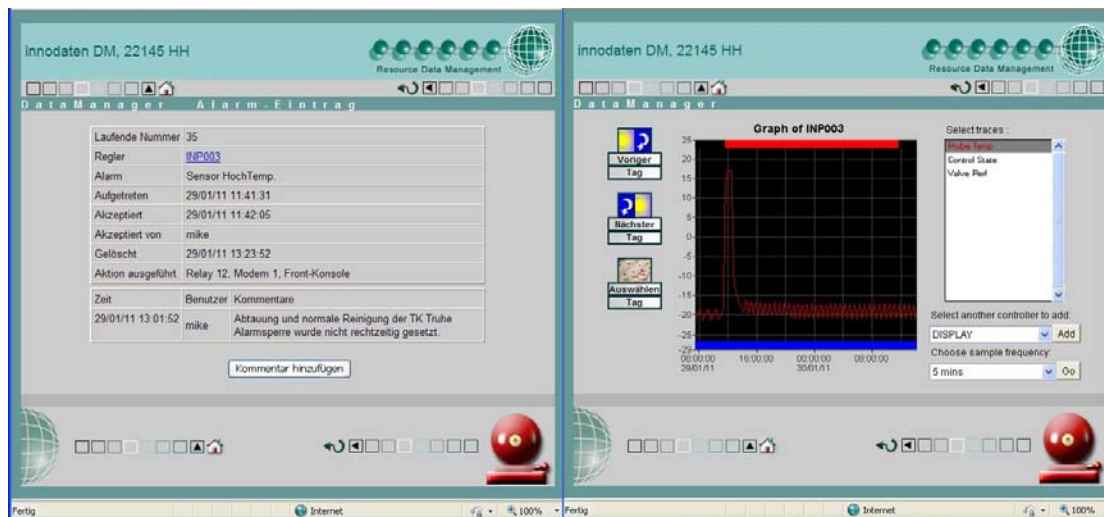 innodaten DM, 22145 HH
Resource Data Management
DataManager Alarm-Eintrag
Laufende Nummer 35
Regler INP003
Alarm Sensor HochTemp.
Aufgetreten 29/01/11 11:41:31
Akzeptiert 29/01/11 11:42:05
Akzeptiert von mike
Gelöscht 29/01/11 13:23:52
Aktion ausgeführt Relay 12, Modem 1, Front-Konsole
Zeit Benutzer Kommentare
29/01/11 13:01:52 mike Abtauung und normale Reinigung der TK Truhe
Alarmsperre wurde nicht rechtzeitig gesetzt.
Kommentar hinzufügen
Fertig Internet 100%
innodaten DM, 22145 HH
Resource Data Management
DataManager
Voriger
Tag
Nächster
Tag
Auswählen
Tag
Graph of INP003
25
20
15
10
5
0
-5
-10
-15
-20
-25
-29
08:00:00 16:00:00 00:00:00 08:00:00
29/01/11 30/01/11
Select traces :
Probe Temp
Control State
Valve Perf
Select another controller to add:
DISPLAY Add
Choose sample frequency:
5 mins Go
Fertig Internet 100%